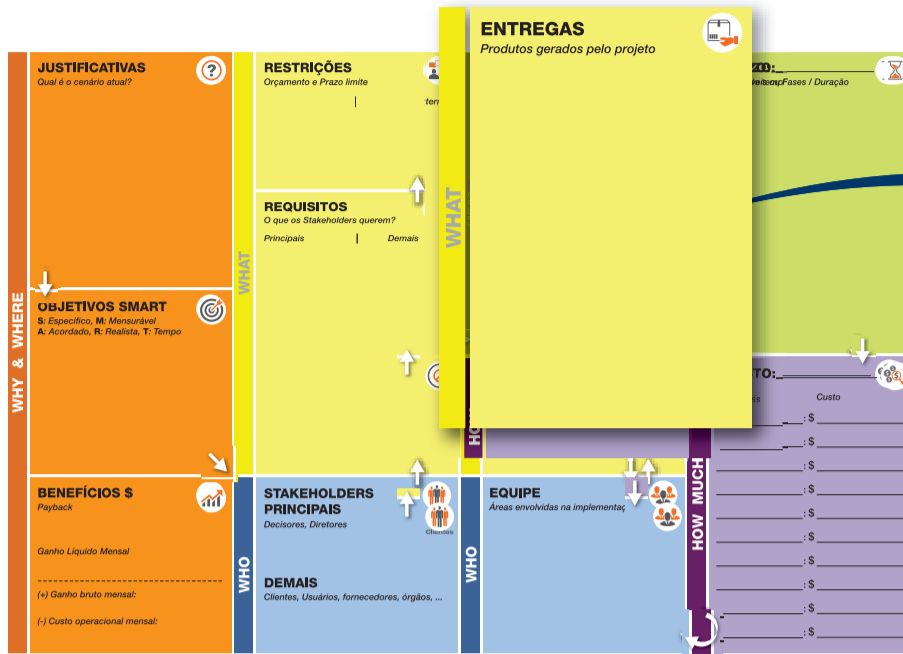 WHY & WHERE
JUSTIFICATIVAS
Qual é o cenário atual?
OBJETIVOS SMART
S: Específico, M: Mensurável
A: Acordado, R: Realista, T: Tempo
BENEFÍCIOS $
Payback
Ganho Líquido Mensal
(+) Ganho bruto mensal:
(-) Custo operacional mensal:
WHAT
RESTRIÇÕES
Orçamento e Prazo limite
REQUISITOS
O que os Stakeholders querem?
Principais | Demais
WHO
STAKEHOLDERS
PRINCIPAIS
Decisores, Diretores
Clientes
DEMAIS
Clientes, Usuários, fornecedores, órgãos, ...
WHAT
ENTREGAS
Produtos gerados pelo projeto
WHO
EQUIPE
Áreas envolvidas na implementaç
Fases / Duração
HOW MUCH
TO:
Custo
: $
: $
: $
: $
: $
: $
: $
: $
: $
: $